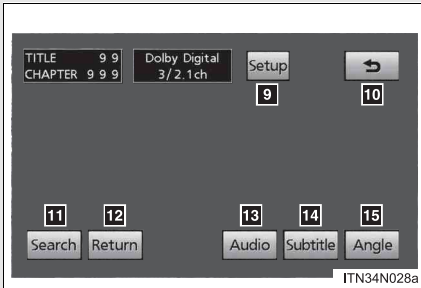 TITLE 9 9
CHAPTER 9 9 9
Dolby Digital
3/2.1ch
Setup
9
10
11
12
13
14
15
Search
Return
Audio
Subtitle
Angle
ITN34N028a